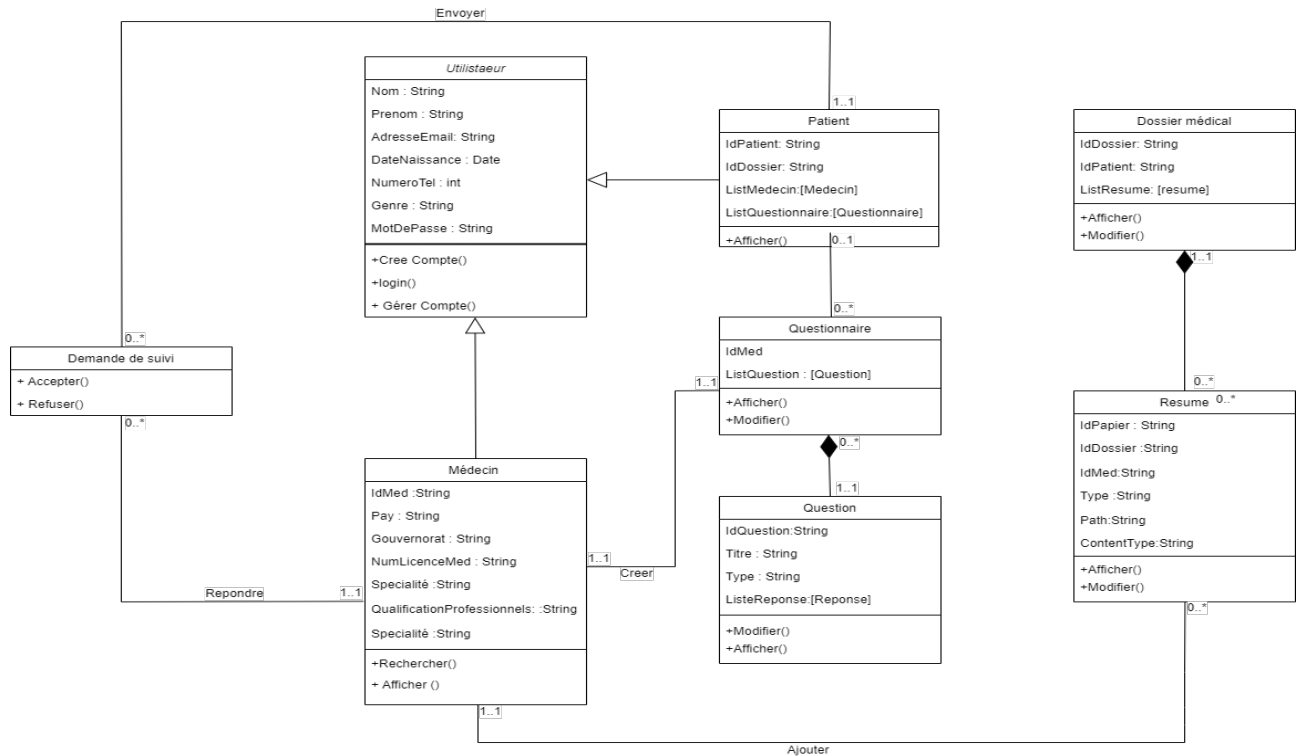 Envoyer
Utilistaeur
Nom : String
Prenom : String
AdresseEmail: String
DateNaissance : Date
NumeroTel : int
Genre : String
MotDePasse : String
+Cree Compte()
+login()
+ Gérer Compte()
1..1
Patient
IdPatient: String
IdDossier: String
ListMedecin:[Medecin]
ListQuestionnaire:[Questionnaire]
+Afficher()
0..1
Dossier médical
IdDossier: String
IdPatient: String
ListResume: [resume]
+Afficher()
+Modifier()
1..1
0..*
Demande de suivi
+ Accepter()
+ Refuser()
0..*
0..*
Questionnaire
IdMed
ListQuestion : [Question]
+Afficher()
+Modifier()
1..1
0..*
0..*
Resume
0..*
IdPapier : String
IdDossier :String
IdMed:String
Type : String
Path:String
ContentType:String
+Afficher()
+Modifier()
0..*
Médecin
IdMed :String
Pay : String
Gouvernorat : String
NumLicenceMed : String
Specialité :String
QualificationProfessionnels: :String
Specialité :String
+Rechercher()
+ Afficher ()
1..1
Creer
1..1
Question
IdQuestion:String
Titre : String
Type : String
ListeReponse:[Reponse]
+Modifier()
+Afficher()
Repondre
1..1
1..1
Ajouter